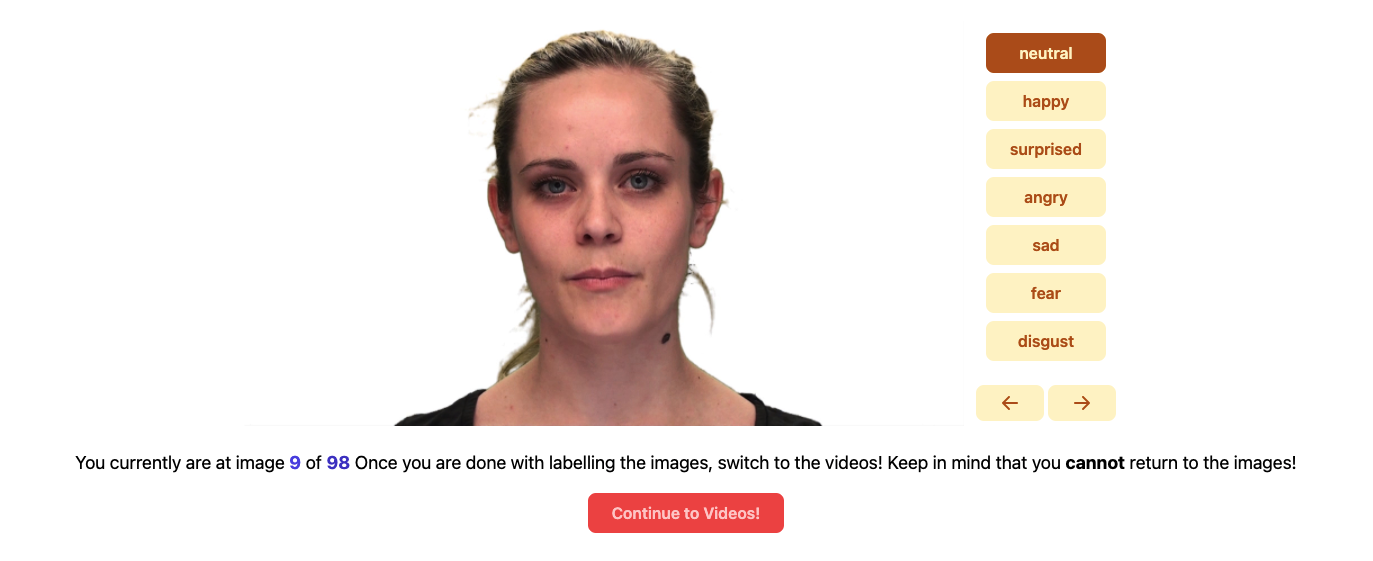 neutral
happy
surprised
angry
sad
fear
disgust
You currently are at image 9 of 98 Once you are done with labelling the images, switch to the videos! Keep in mind that you cannot return to the images!
Continue to Videos!